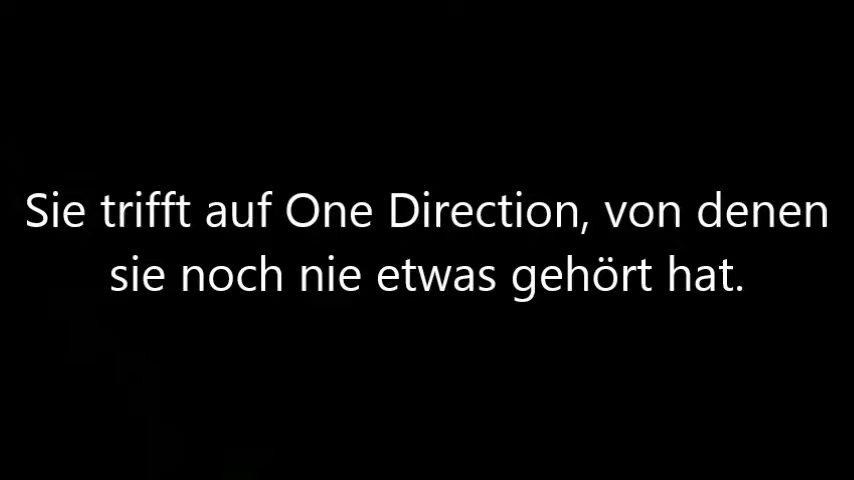 Sie trifft auf One Direction, von denen
sie noch nie etwas gehört hat.